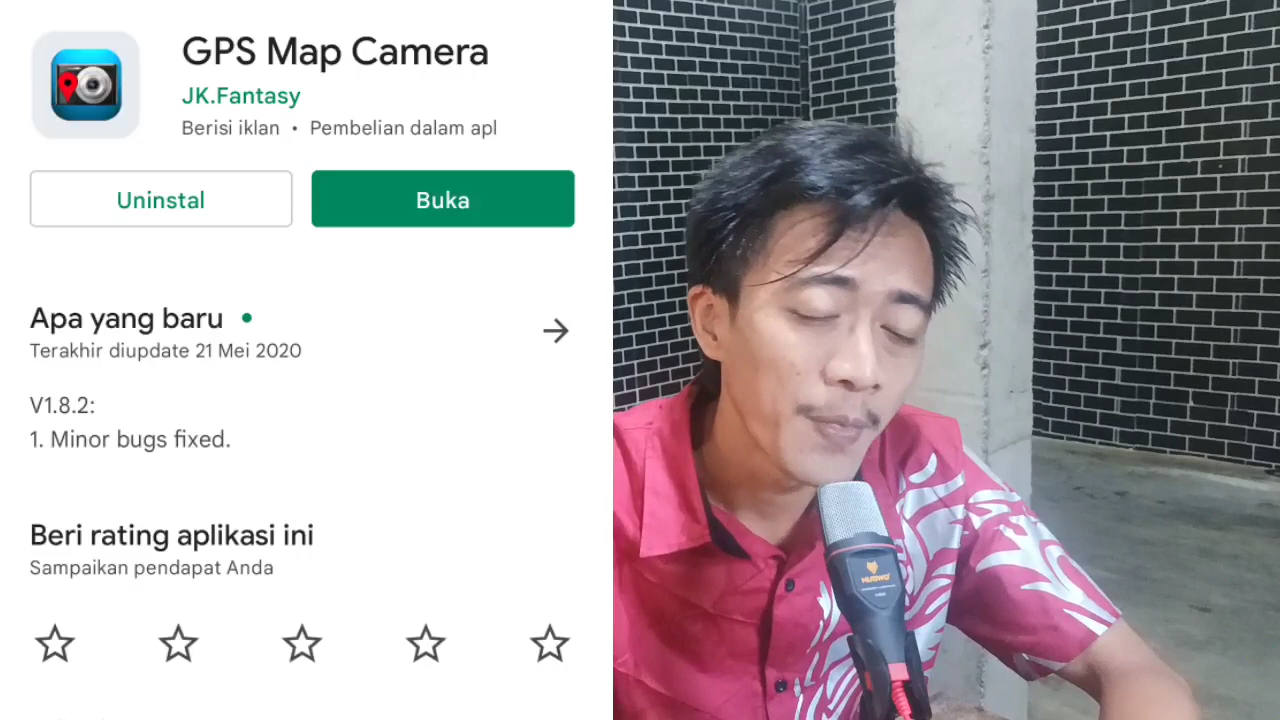 GPS Map Camera
JK.Fantasy
Berisi iklan • Pembelian dalam apl
Uninstal
Buka
Apa yang baru
Terakhir diupdate 21 Mei 2020
V1.8.2:
1. Minor bugs fixed.
Beri rating aplikasi ini
Sampaikan pendapat Anda